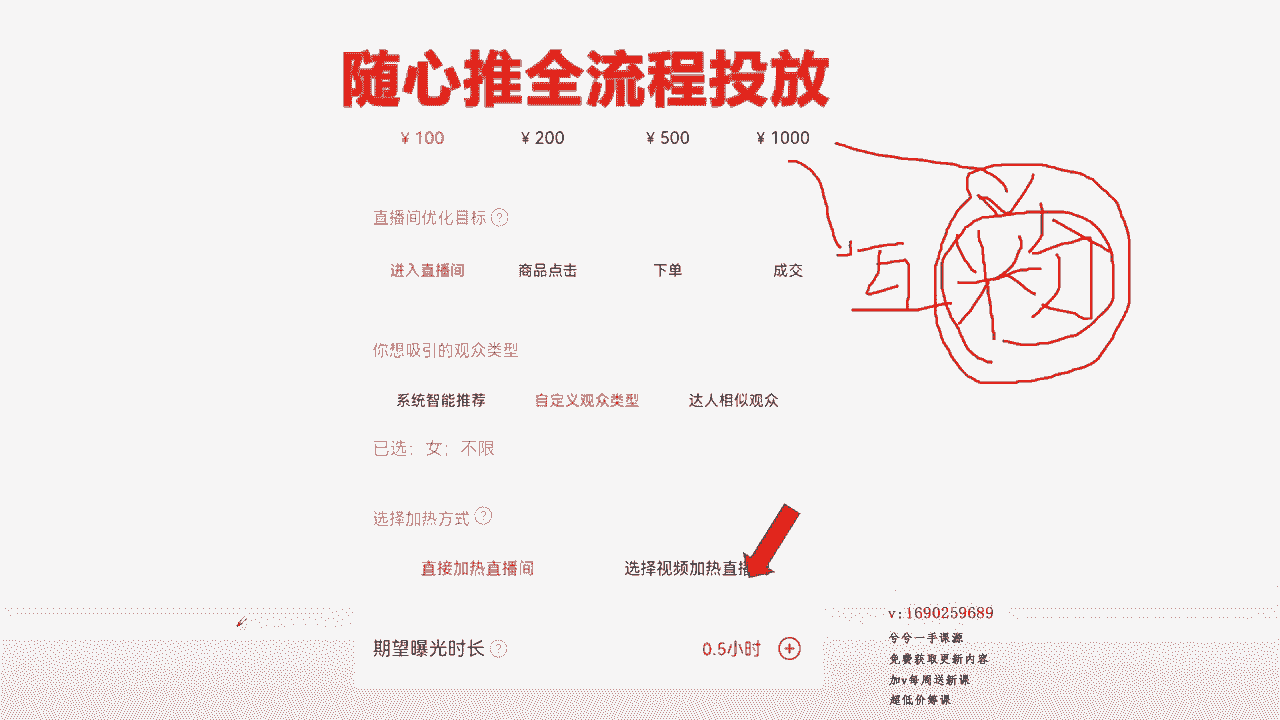 随心推全流程投放
¥ 100 ¥ 200 ¥ 500 ¥ 1000
直播间优化目标 ?
进入直播间 商品点击 下单 成交
互
你想吸引的观众类型
系统智能推荐 自定义观众类型 达人相似观众
已选：女；不限
选择加热方式 ?
直接加热直播间 选择视频加热直播
期望曝光时长 ? 0.5小时 +
v:1690259689
兮兮一手课源
免费获取更新内容
加v每周送新课
超低价筹课